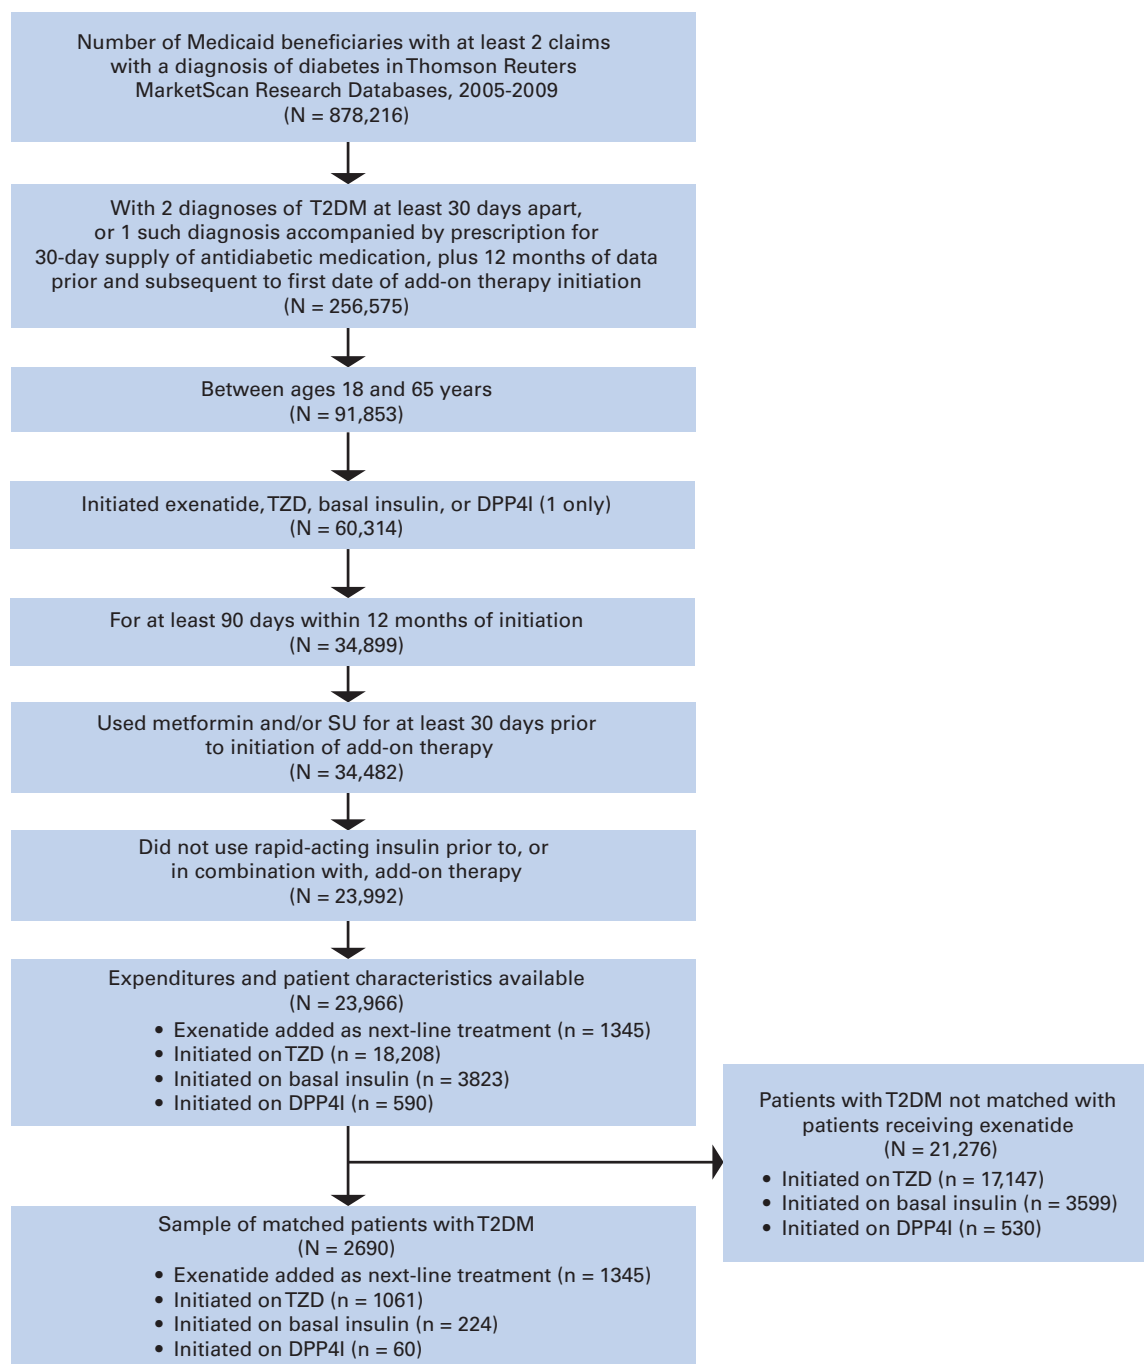 Number of Medicaid beneficiaries with at least 2 claims
with a diagnosis of diabetes in Thomson Reuters
MarketScan Research Databases, 2005-2009
(N = 878,216)
With 2 diagnoses of T2DM at least 30 days apart,
or 1 such diagnosis accompanied by prescription for
30-day supply of antidiabetic medication, plus 12 months of data
prior and subsequent to first date of add-on therapy initiation
(N = 256,575)
Between ages 18 and 65 years
(N = 91,853)
Initiated exenatide, TZD, basal insulin, or DPP4I (1 only)
(N = 60,314)
For at least 90 days within 12 months of initiation
(N = 34,899)
Used metformin and/or SU for at least 30 days prior
to initiation of add-on therapy
(N = 34,482)
Did not use rapid-acting insulin prior to, or
in combination with, add-on therapy
(N = 23,992)
Expenditures and patient characteristics available
(N = 23,966)
• Exenatide added as next-line treatment (n = 1345)
• Initiated on TZD (n = 18,208)
• Initiated on basal insulin (n = 3823)
• Initiated on DPP4I (n = 590)
Patients with T2DM not matched with
patients receiving exenatide
(N = 21,276)
• Initiated on TZD (n = 17,147)
• Initiated on basal insulin (n = 3599)
• Initiated on DPP4I (n = 530)
Sample of matched patients with T2DM
(N = 2690)
• Exenatide added as next-line treatment (n = 1345)
• Initiated on TZD (n = 1061)
• Initiated on basal insulin (n = 224)
• Initiated on DPP4I (n = 60)